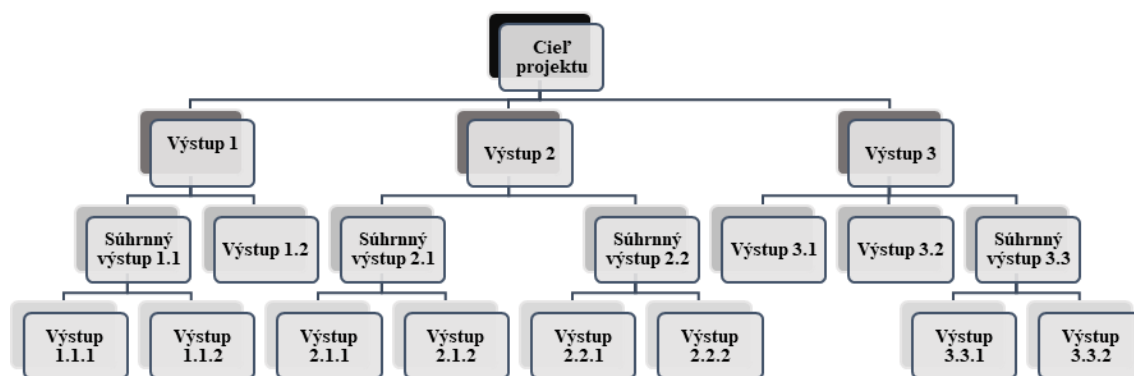 Cieľ
projektu
Výstup 1
Výstup 2
Výstup 3
Súhrnný
výstup 1.1
Výstup 1.2
Súhrnný
výstup 2.1
Súhrnný
výstup 2.2
Výstup 3.1
Výstup 3.2
Súhrnný
výstup 3.3
Výstup
1.1.1
Výstup
1.1.2
Výstup
2.1.1
Výstup
2.1.2
Výstup
2.2.1
Výstup
2.2.2
Výstup
3.3.1
Výstup
3.3.2